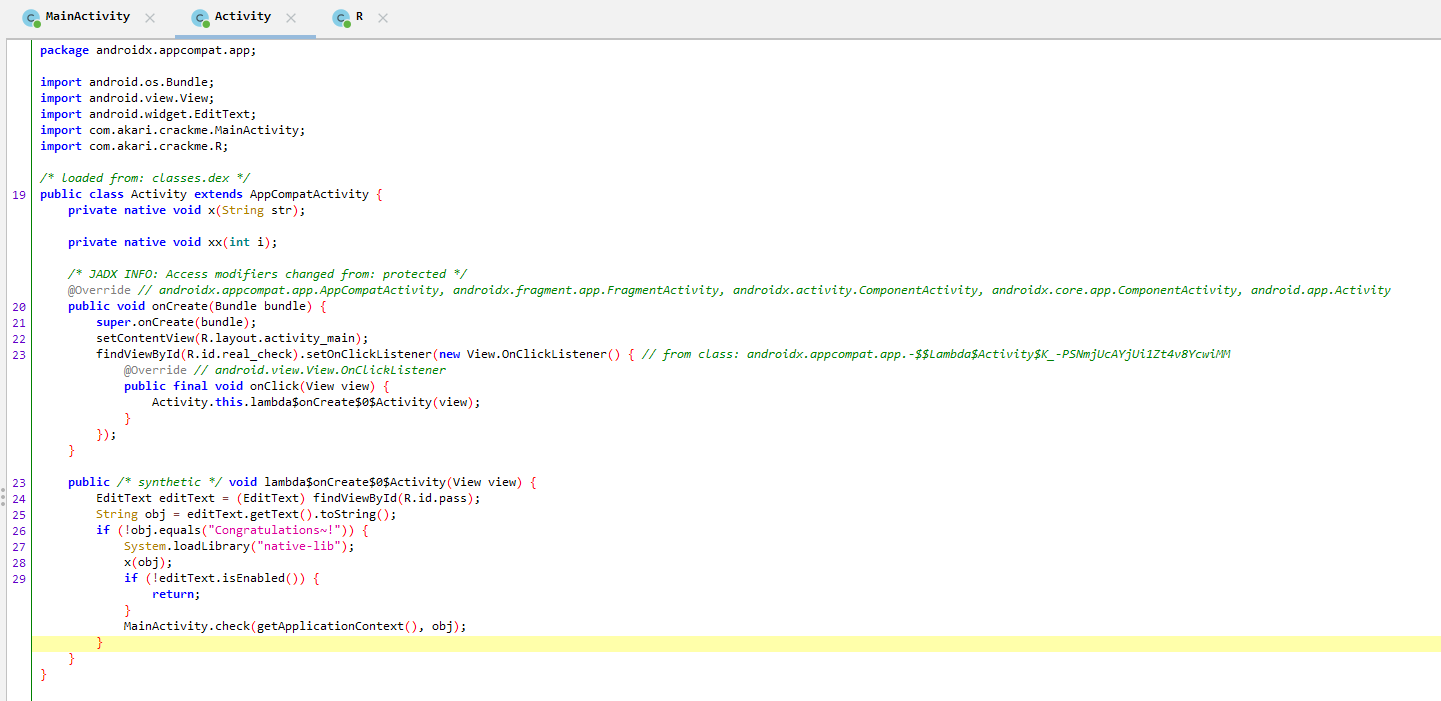 MainActivity
Activity
R
package androidx.appcompat.app;
import android.os.Bundle;
import android.view.View;
import android.widget.EditText;
import com.akari.crackme.MainActivity;
import com.akari.crackme.R;
/* loaded from: classes.dex */
19 public class Activity extends AppCompatActivity {
private native void x(String str);
private native void xx(int i);
/* JADX INFO: Access modifiers changed from: protected */
@Override // androidx.appcompat.app.AppCompatActivity, androidx.fragment.app.FragmentActivity, androidx.activity.ComponentActivity, androidx.core.app.ComponentActivity, android.app.Activity
20 public void onCreate(Bundle bundle) {
21 super.onCreate(bundle);
22 setContentView(R.layout.activity_main);
23 findViewById(R.id.real_check).setOnClickListener(new View.OnClickListener() { // from class: androidx.appcompat.app.-$$Lambda$Activity$K_-PSNmjUcAYjUi1Zt4v8YcwiMM
@Override // android.view.View.OnClickListener
public final void onClick(View view) {
Activity.this.lambda$onCreate$0$Activity(view);
}
});
}
23 public /* synthetic */ void lambda$onCreate$0$Activity(View view) {
24 EditText editText = (EditText) findViewById(R.id.pass);
25 String obj = editText.getText().toString();
26 if (!obj.equals("Congratulations~!")) {
27 System.loadLibrary("native-lib");
28 x(obj);
29 if (!editText.isEnabled()) {
return;
}
MainActivity.check(getApplicationContext(), obj);
}
}
}